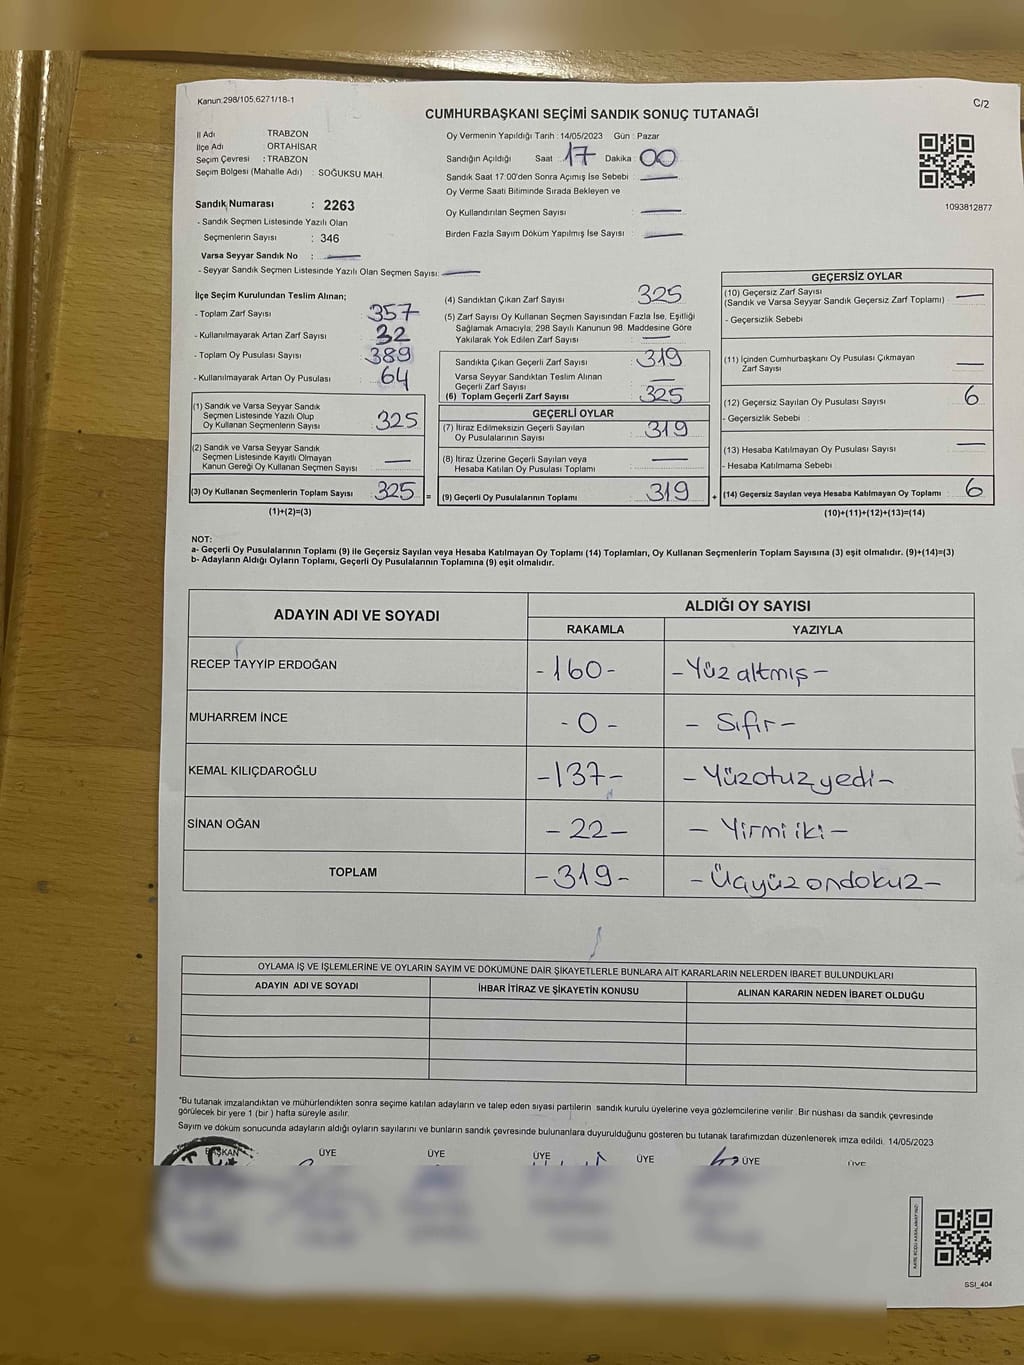 Kanun.298/105,6271/18-1
C/2
CUMHURBAŞKANI SEÇİMİ SANDIK SONUÇ TUTANAĞI
İl Adı TRABZON
İlçe Adı ORTAHİSAR
Seçim Çevresi : TRABZON
Seçim Bölgesi (Mahalle Adı) : SOĞUKSU MAH.
Sandık Numarası : 2263
- Sandık Seçmen Listesinde Yazılı Olan
Seçmenlerin Sayısı : 346
Varsa Seyyar Sandık No : —
- Seyyar Sandık Seçmen Listesinde Yazılı Olan Seçmen Sayısı: —
Oy Vermenin Yapıldığı Tarih : 14/05/2023 Gün : Pazar
Sandığın Açıldığı Saat 17 Dakika 00
Sandık Saat 17:00'den Sonra Açımış İse Sebebi : —
Oy Verme Saati Bitiminde Sırada Bekleyen ve
Oy Kullandırılan Seçmen Sayısı : —
Birden Fazla Sayım Döküm Yapılmış İse Sayısı : —
1093812877
İlçe Seçim Kurulundan Teslim Alınan;
- Toplam Zarf Sayısı : 357
- Kullanılmayarak Artan Zarf Sayısı : 32
- Toplam Oy Pusulası Sayısı : 389
- Kullanılmayarak Artan Oy Pusulası : 64
(1) Sandık ve Varsa Seyyar Sandık
Seçmen Listesinde Yazılı Olup
Oy Kullanan Seçmenlerin Sayısı : 325
(2) Sandık ve Varsa Seyyar Sandık
Seçmen Listesinde Kayıtlı Olmayan
Kanun Gereği Oy Kullanan Seçmen Sayısı : —
(3) Oy Kullanan Seçmenlerin Toplam Sayısı : 325 =
(1)+(2)=(3)
(4) Sandıktan Çıkan Zarf Sayısı : 325
(5) Zarf Sayısı Oy Kullanan Seçmen Sayısından Fazla İse, Eşitliği
Sağlamak Amacıyla; 298 Sayılı Kanunun 98. Maddesine Göre
Yakılarak Yok Edilen Zarf Sayısı : —
Sandıkta Çıkan Geçerli Zarf Sayısı : 319
Varsa Seyyar Sandıktan Teslim Alınan
Geçerli Zarf Sayısı : —
(6) Toplam Geçerli Zarf Sayısı : 325
GEÇERLİ OYLAR
(7) İtiraz Edilmeksizin Geçerli Sayılan
Oy Pusulalarının Sayısı : 319
(8) İtiraz Üzerine Geçerli Sayılan veya
Hesaba Katılan Oy Pusulası Toplamı : —
(9) Geçerli Oy Pusulalarının Toplamı : 319 +
GEÇERSİZ OYLAR
(10) Geçersiz Zarf Sayısı : —
(Sandık ve Varsa Seyyar Sandık Geçersiz Zarf Toplamı)
- Geçersizlik Sebebi
(11) İçinden Cumhurbaşkanı Oy Pusulası Çıkmayan
Zarf Sayısı : —
(12) Geçersiz Sayılan Oy Pusulası Sayısı : 6
- Geçersizlik Sebebi :
(13) Hesaba Katılmayan Oy Pusulası Sayısı : —
- Hesaba Katılmama Sebebi :
(14) Geçersiz Sayılan veya Hesaba Katılmayan Oy Toplamı : 6
(10)+(11)+(12)+(13)=(14)
NOT:
a- Geçerli Oy Pusulalarının Toplamı (9) ile Geçersiz Sayılan veya Hesaba Katılmayan Oy Toplamı (14) Toplamları, Oy Kullanan Seçmenlerin Toplam Sayısına (3) eşit olmalıdır. (9)+(14)=(3)
b- Adayların Aldığı Oyların Toplamı, Geçerli Oy Pusulalarının Toplamına (9) eşit olmalıdır.
ADAYIN ADI VE SOYADI
ALDIĞI OY SAYISI
RAKAMLA YAZIYLA
RECEP TAYYİP ERDOĞAN -160- -Yüz altmış-
MUHARREM İNCE -0- - Sıfır-
KEMAL KILIÇDAROĞLU -137- -Yüzotuzyedi-
SİNAN OĞAN -22- - Yirmiiki-
TOPLAM -319- -Üçyüzondokuz-
OYLAMA İŞ VE İŞLEMLERİNE VE OYLARIN SAYIM VE DÖKÜMÜNE DAİR ŞİKAYETLERLE BUNLARA AİT KARARLARIN NELERDEN İBARET BULUNDUKLARI
ADAYIN ADI VE SOYADI İHBAR İTİRAZ VE ŞİKAYETİN KONUSU ALINAN KARARIN NEDEN İBARET OLDUĞU
*Bu tutanak imzalandıktan ve mühürlendikten sonra seçime katılan adayların ve talep eden siyasi partilerin sandık kurulu üyelerine veya gözlemcilerine verilir. Bir nüshası da sandık çevresinde
görülecek bir yere 1 (bir ) hafta süreyle asılır.
Sayım ve döküm sonucunda adayların aldığı oyların sayılarını ve bunların sandık çevresinde bulunanlara duyurulduğunu gösteren bu tutanak tarafımızdan düzenlenerek imza edildi. 14/05/2023
BAŞKAN ÜYE ÜYE ÜYE ÜYE ÜYE ÜYE
SSI_404